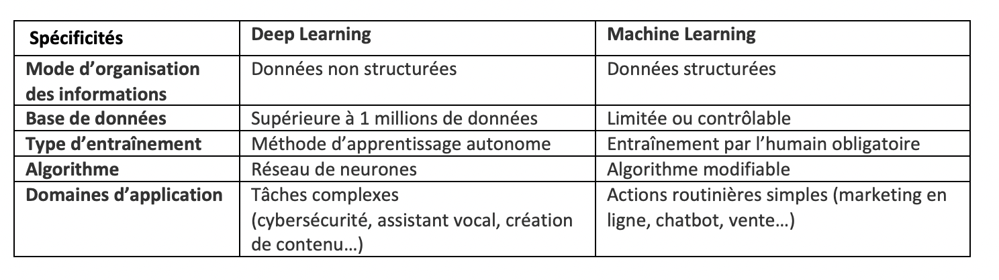 Spécificités
Deep Learning
Machine Learning
Mode d’organisation
des informations
Données non structurées
Données structurées
Base de données
Supérieure à 1 millions de données
Limitée ou contrôlable
Type d’entraînement
Méthode d’apprentissage autonome
Entraînement par l’humain obligatoire
Algorithme
Réseau de neurones
Algorithme modifiable
Domaines d’application
Tâches complexes
(cybersécurité, assistant vocal, création
de contenu…)
Actions routinières simples (marketing en
ligne, chatbot, vente…)